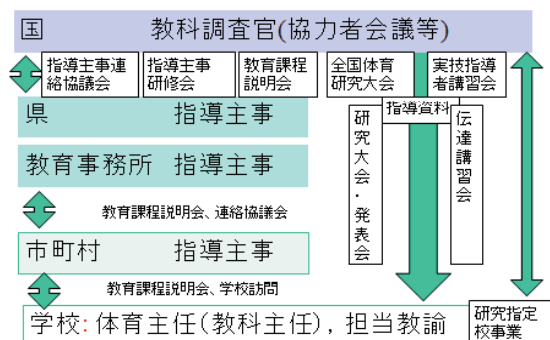 国 教科調査官(協力者会議等)
指導主事連
絡協議会
指導主事
研修会
教育課程
説明会
全国体育
研究大会
実技指導
者講習会
県 指導主事
指導資料
研究大会・発表会
伝達講習会
教育事務所 指導主事
教育課程説明会、連絡協議会
市町村 指導主事
教育課程説明会、学校訪問
学校:体育主任(教科主任),担当教諭
研究指定
校事業